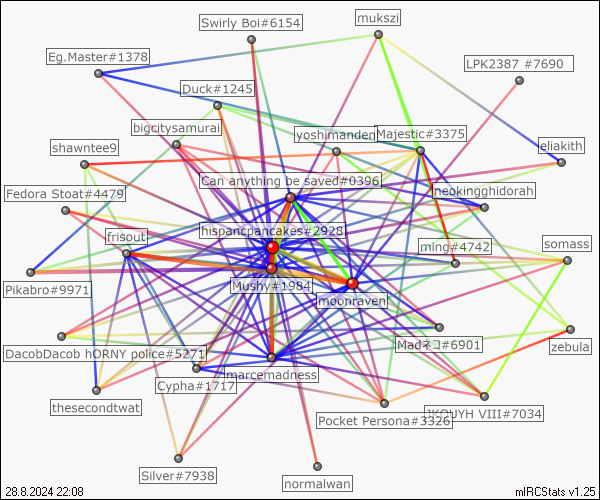 mukszi
Swirly Boi#6154
Eg.Master#1378
LPK2387 #7690
Duck#1245
bigcitysamurai
yoshimanden
Majestic#3375
shawntee9
eliakith
Can anything be saved#0396
Fedora Stoat#4479
neokingghidorah
hispancpancakes#2928
frisout
ming#4742
somass
Pikabro#9971
Mushy#1984
moonraven
Madネコ#6901
zebula
DacobDacob hORNY police#5271
marcemadness
Cypha#1717
thesecondtwat
Pocket Persona#3326
JKOUYH VIII#7034
Silver#7938
normalwan
28.8.2024 22:08
mIRCStats v1.25